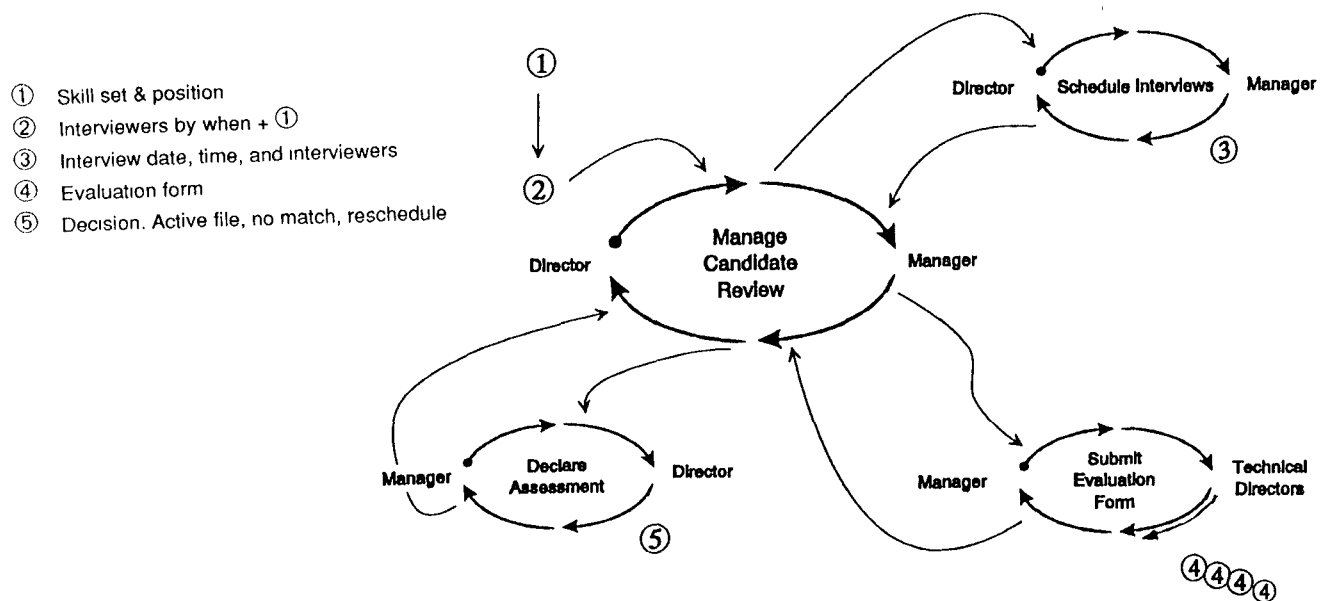 ① Skill set & position
② Interviewers by when + ①
③ Interview date, time, and interviewers
④ Evaluation form
⑤ Decision. Active file, no match, reschedule
①
②
Director
Schedule Interviews
Manager
③
Director
Manage
Candidate
Review
Manager
Manager
Declare
Assessment
Director
⑤
Manager
Submit
Evaluation
Form
Technical
Directors
④④④④